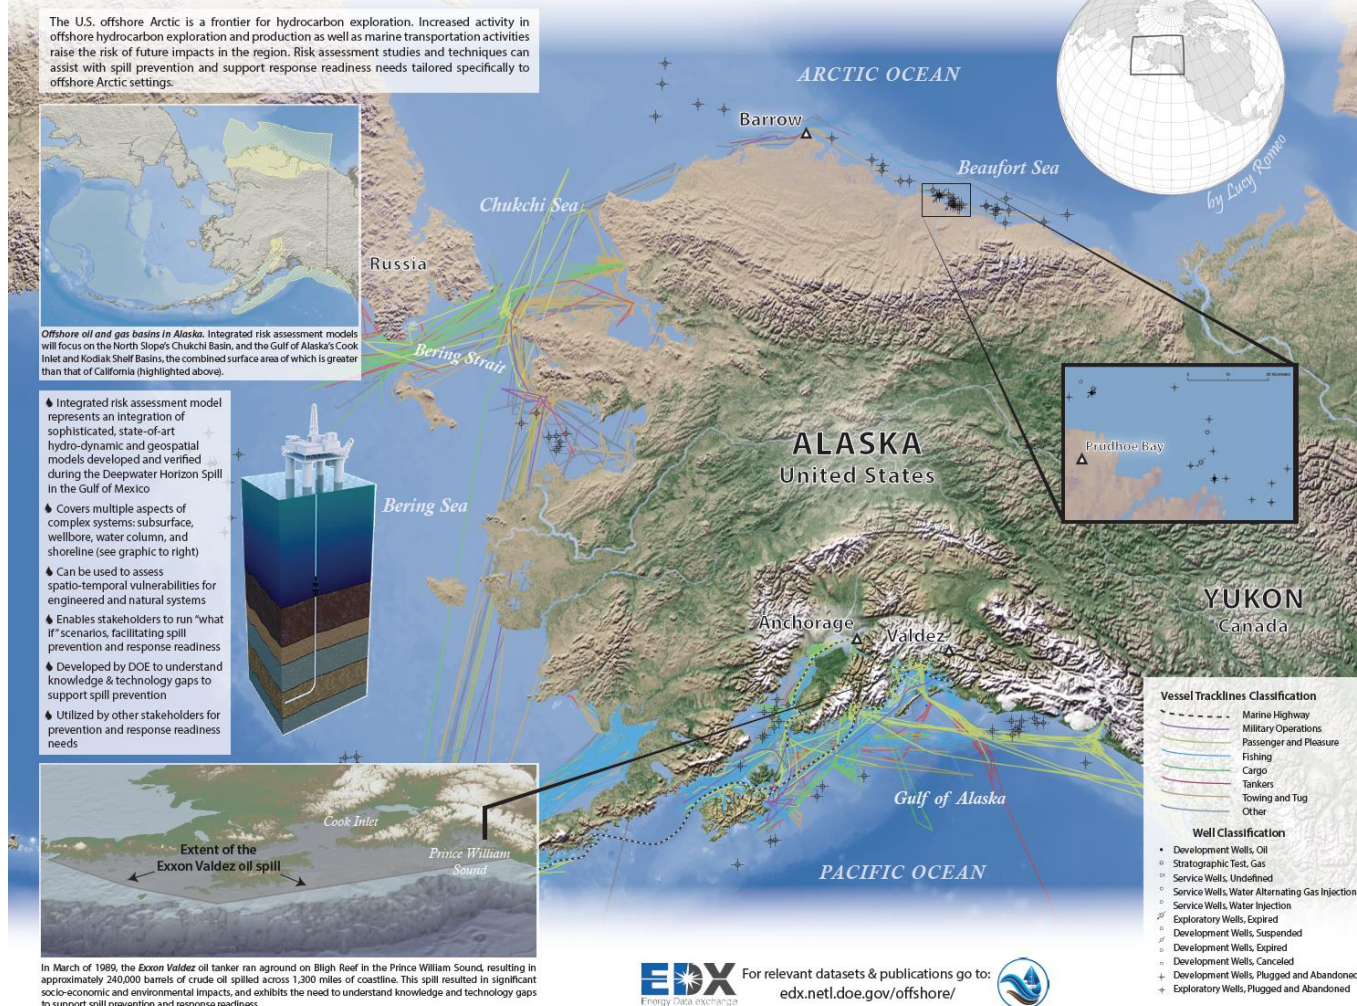 The U.S. offshore Arctic is a frontier for hydrocarbon exploration. Increased activity in
offshore hydrocarbon exploration and production as well as marine transportation activities
raise the risk of future impacts in the region. Risk assessment studies and techniques can
assist with spill prevention and support response readiness needs tailored specifically to
offshore Arctic settings.
ARCTIC OCEAN
Barrow
Beaufort Sea
by Lucy Romeo
Chukchi Sea
Russia
Offshore oil and gas basins in Alaska. Integrated risk assessment models
will focus on the North Slope's Chukchi Basin, and the Gulf of Alaska's Cook
Inlet and Kodiak Shelf Basins, the combined surface area of which is greater
than that of California (highlighted above).
Bering Strait
Integrated risk assessment model
represents an integration of
sophisticated, state-of-art
hydro-dynamic and geospatial
models developed and verified
during the Deepwater Horizon Spill
in the Gulf of Mexico
Covers multiple aspects of
complex systems: subsurface,
wellbore, water column, and
shoreline (see graphic to right)
Can be used to assess
spatio-temporal vulnerabilities for
engineered and natural systems
Enables stakeholders to run "what
if" scenarios, facilitating spill
prevention and response readiness
Developed by DOE to understand
knowledge & technology gaps to
support spill prevention
Utilized by other stakeholders for
prevention and response readiness
needs
Bering Sea
ALASKA
United States
Prudhoe Bay
YUKON
Canada
Anchorage
Valdez
Gulf of Alaska
PACIFIC OCEAN
Cook Inlet
Extent of the
Exxon Valdez oil spill
Prince William
Sound
In March of 1989, the Exxon Valdez oil tanker ran aground on Bligh Reef in the Prince William Sound, resulting in
approximately 240,000 barrels of crude oil spilled across 1,300 miles of coastline. This spill resulted in significant
socio-economic and environmental impacts, and exhibits the need to understand knowledge and technology gaps
to support spill prevention and response readiness.
EDX
Energy Data exchange
For relevant datasets & publications go to:
edx.netl.doe.gov/offshore/
Vessel Tracklines Classification
Marine Highway
Military Operations
Passenger and Pleasure
Fishing
Cargo
Tankers
Towing and Tug
Other
Well Classification
Development Wells, Oil
Stratographic Test, Gas
Service Wells, Undefined
Service Wells, Water Alternating Gas Injection
Service Wells, Water Injection
Exploratory Wells, Expired
Development Wells, Suspended
Development Wells, Expired
Development Wells, Canceled
Development Wells, Plugged and Abandoned
Exploratory Wells, Plugged and Abandoned